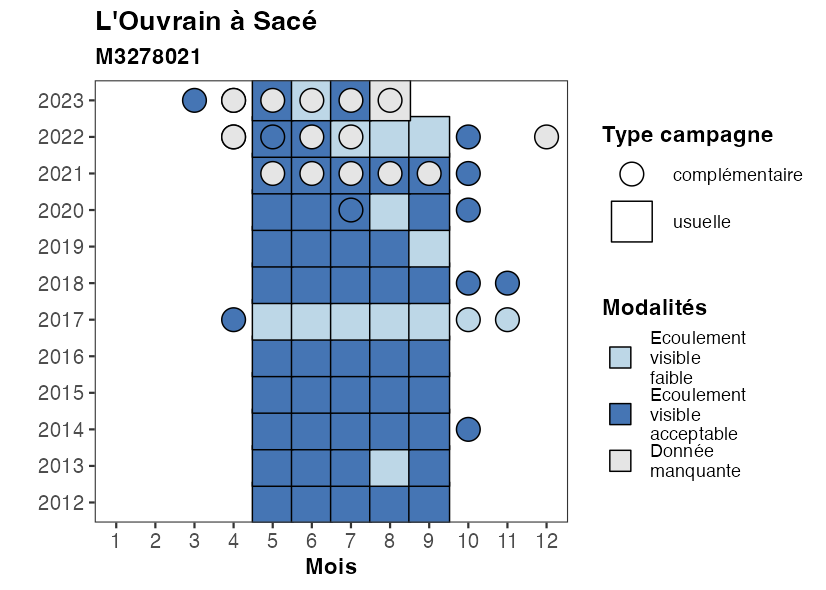 L'Ouvrain à Sacé
M3278021
2023
2022
2021
2020
2019
2018
2017
2016
2015
2014
2013
2012
1 2 3 4 5 6 7 8 9 10 11 12
Mois
Type campagne
complémentaire
usuelle
Modalités
Ecoulement
visible
faible
Ecoulement
visible
acceptable
Donnée
manquante